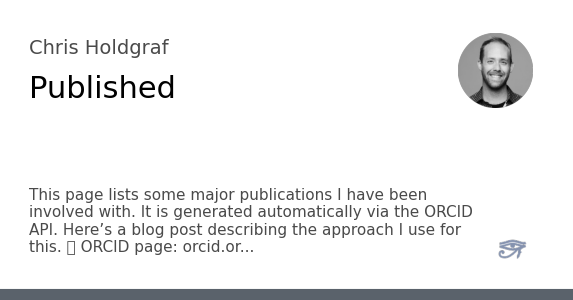 Chris Holdgraf
Published
This page lists some major publications I have been
involved with. It is generated automatically via the ORCID
API. Here’s a blog post describing the approach I use for
this. ▯ ORCID page: orcid.or…